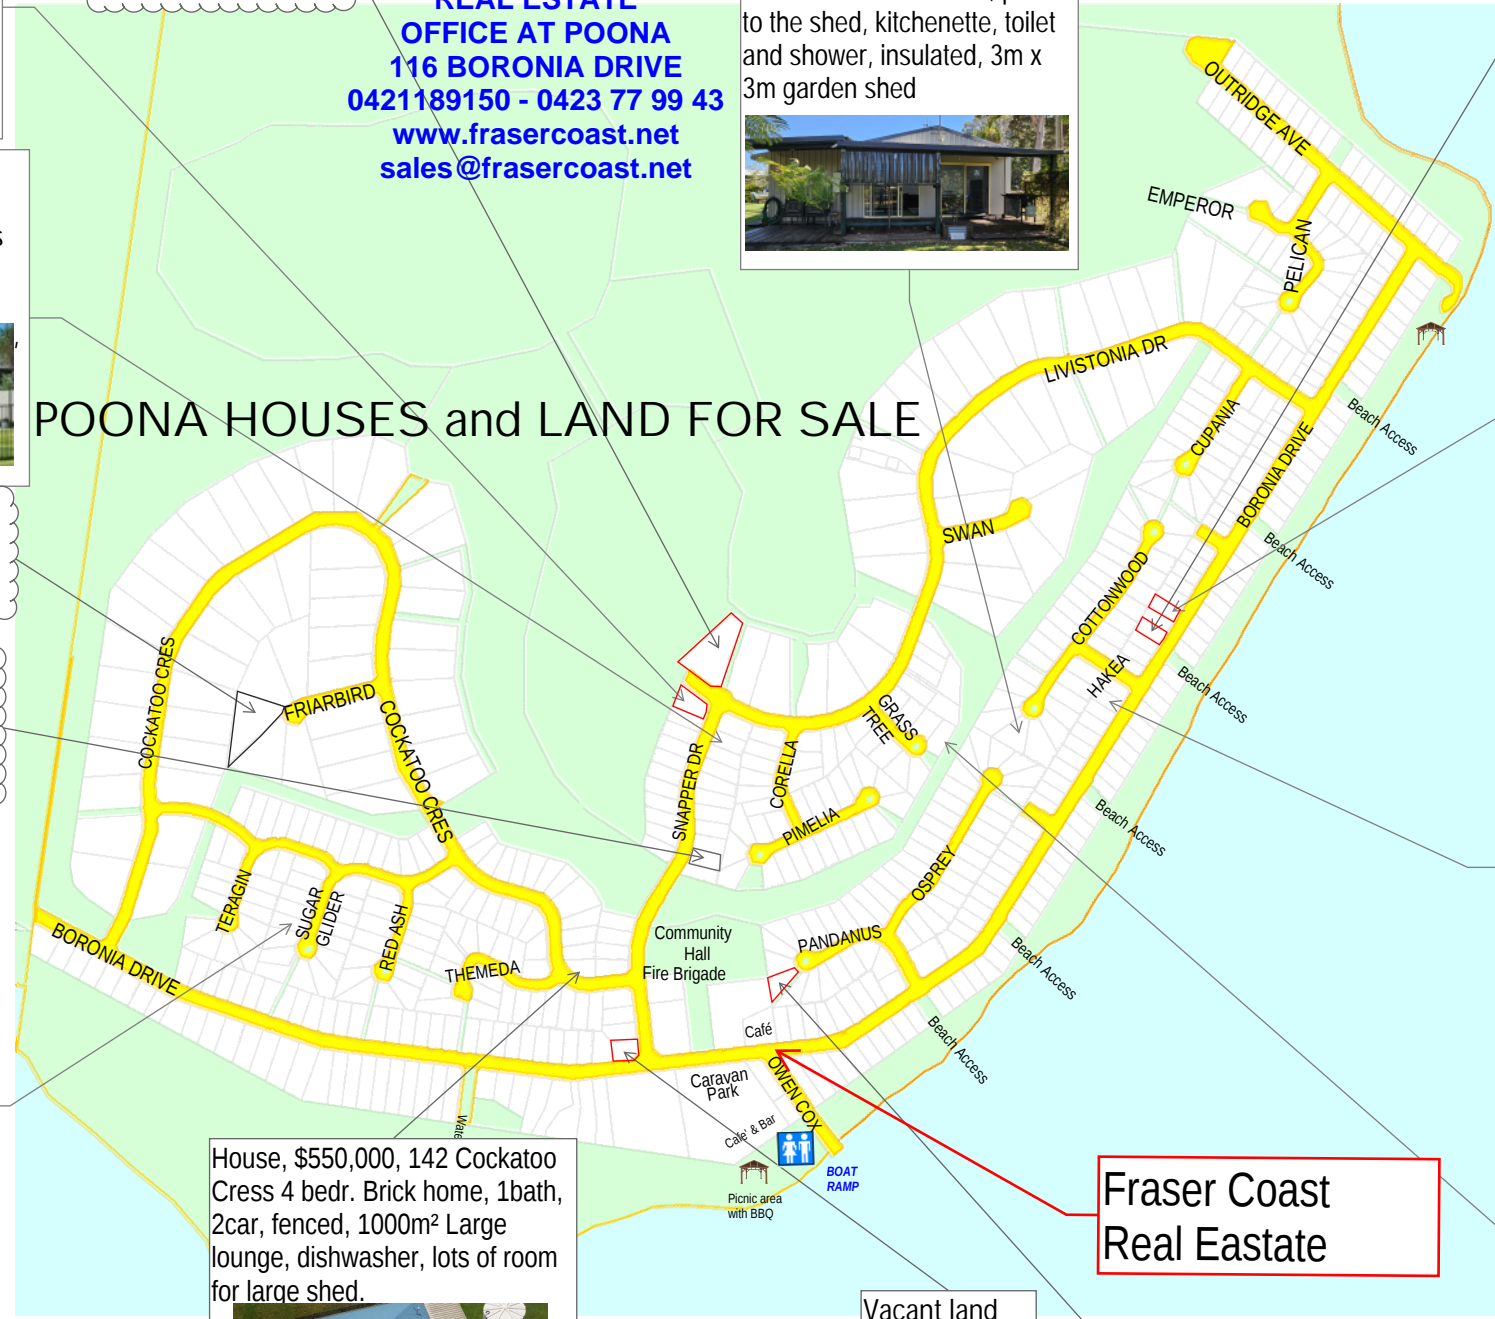 REAL ESTATE
OFFICE AT POONA
116 BORONIA DRIVE
0421189150 - 0423 77 99 43
www.frasercoast.net
sales@frasercoast.net
to the shed, kitchenette, toilet
and shower, insulated, 3m x
3m garden shed
POONA HOUSES and LAND FOR SALE
OUTRIDGE AVE
EMPEROR
PELICAN
LIVISTONIA DR
CUPANIA
BORONIA DRIVE
Beach Access
SWAN
Beach Access
COTTONWOOD
HAKEA
Beach Access
COCKATOO CRES
FRIARBIRD
COCKATOO CRES
GRASS
TREE
CORELLA
SNAPPER DR
PIMELIA
Beach Access
OSPREY
TERAGIN
SUGAR
GLIDER
RED ASH
THEMEDA
BORONIA DRIVE
Community
Hall
Fire Brigade
PANDANUS
Beach Access
Café
Beach Access
Caravan
Park
OWEN COX
Cafe' & Bar
BOAT
RAMP
Picnic area
with BBQ
House, $550,000, 142 Cockatoo
Cress 4 bedr. Brick home, 1bath,
2car, fenced, 1000m² Large
lounge, dishwasher, lots of room
for large shed.
Fraser Coast
Real Eastate
Vacant land